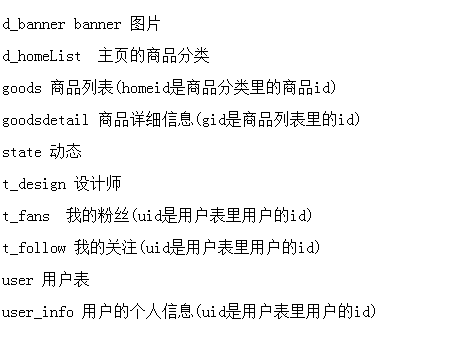 d_banner banner 图片
d_homeList  主页的商品分类
goods 商品列表(homeid是商品分类里的商品id)
goodsdetail 商品详细信息(gid是商品列表里的id)
state 动态
t_design 设计师
t_fans  我的粉丝(uid是用户表里用户的id)
t_follow 我的关注(uid是用户表里用户的id)
user 用户表
user_info 用户的个人信息(uid是用户表里用户的id)